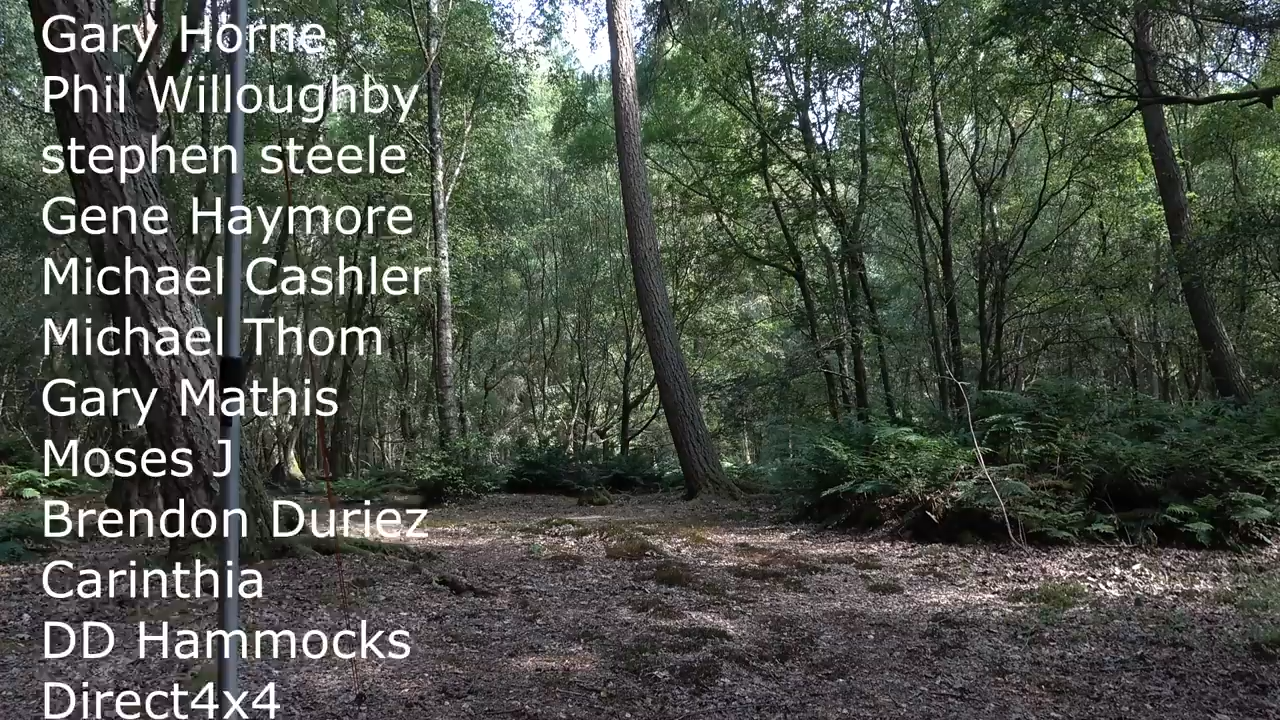 Gary Horne
Phil Willoughby
stephen steele
Gene Haymore
Michael Cashler
Michael Thom
Gary Mathis
Moses J
Brendon Duriez
Carinthia
DD Hammocks
Direct4x4